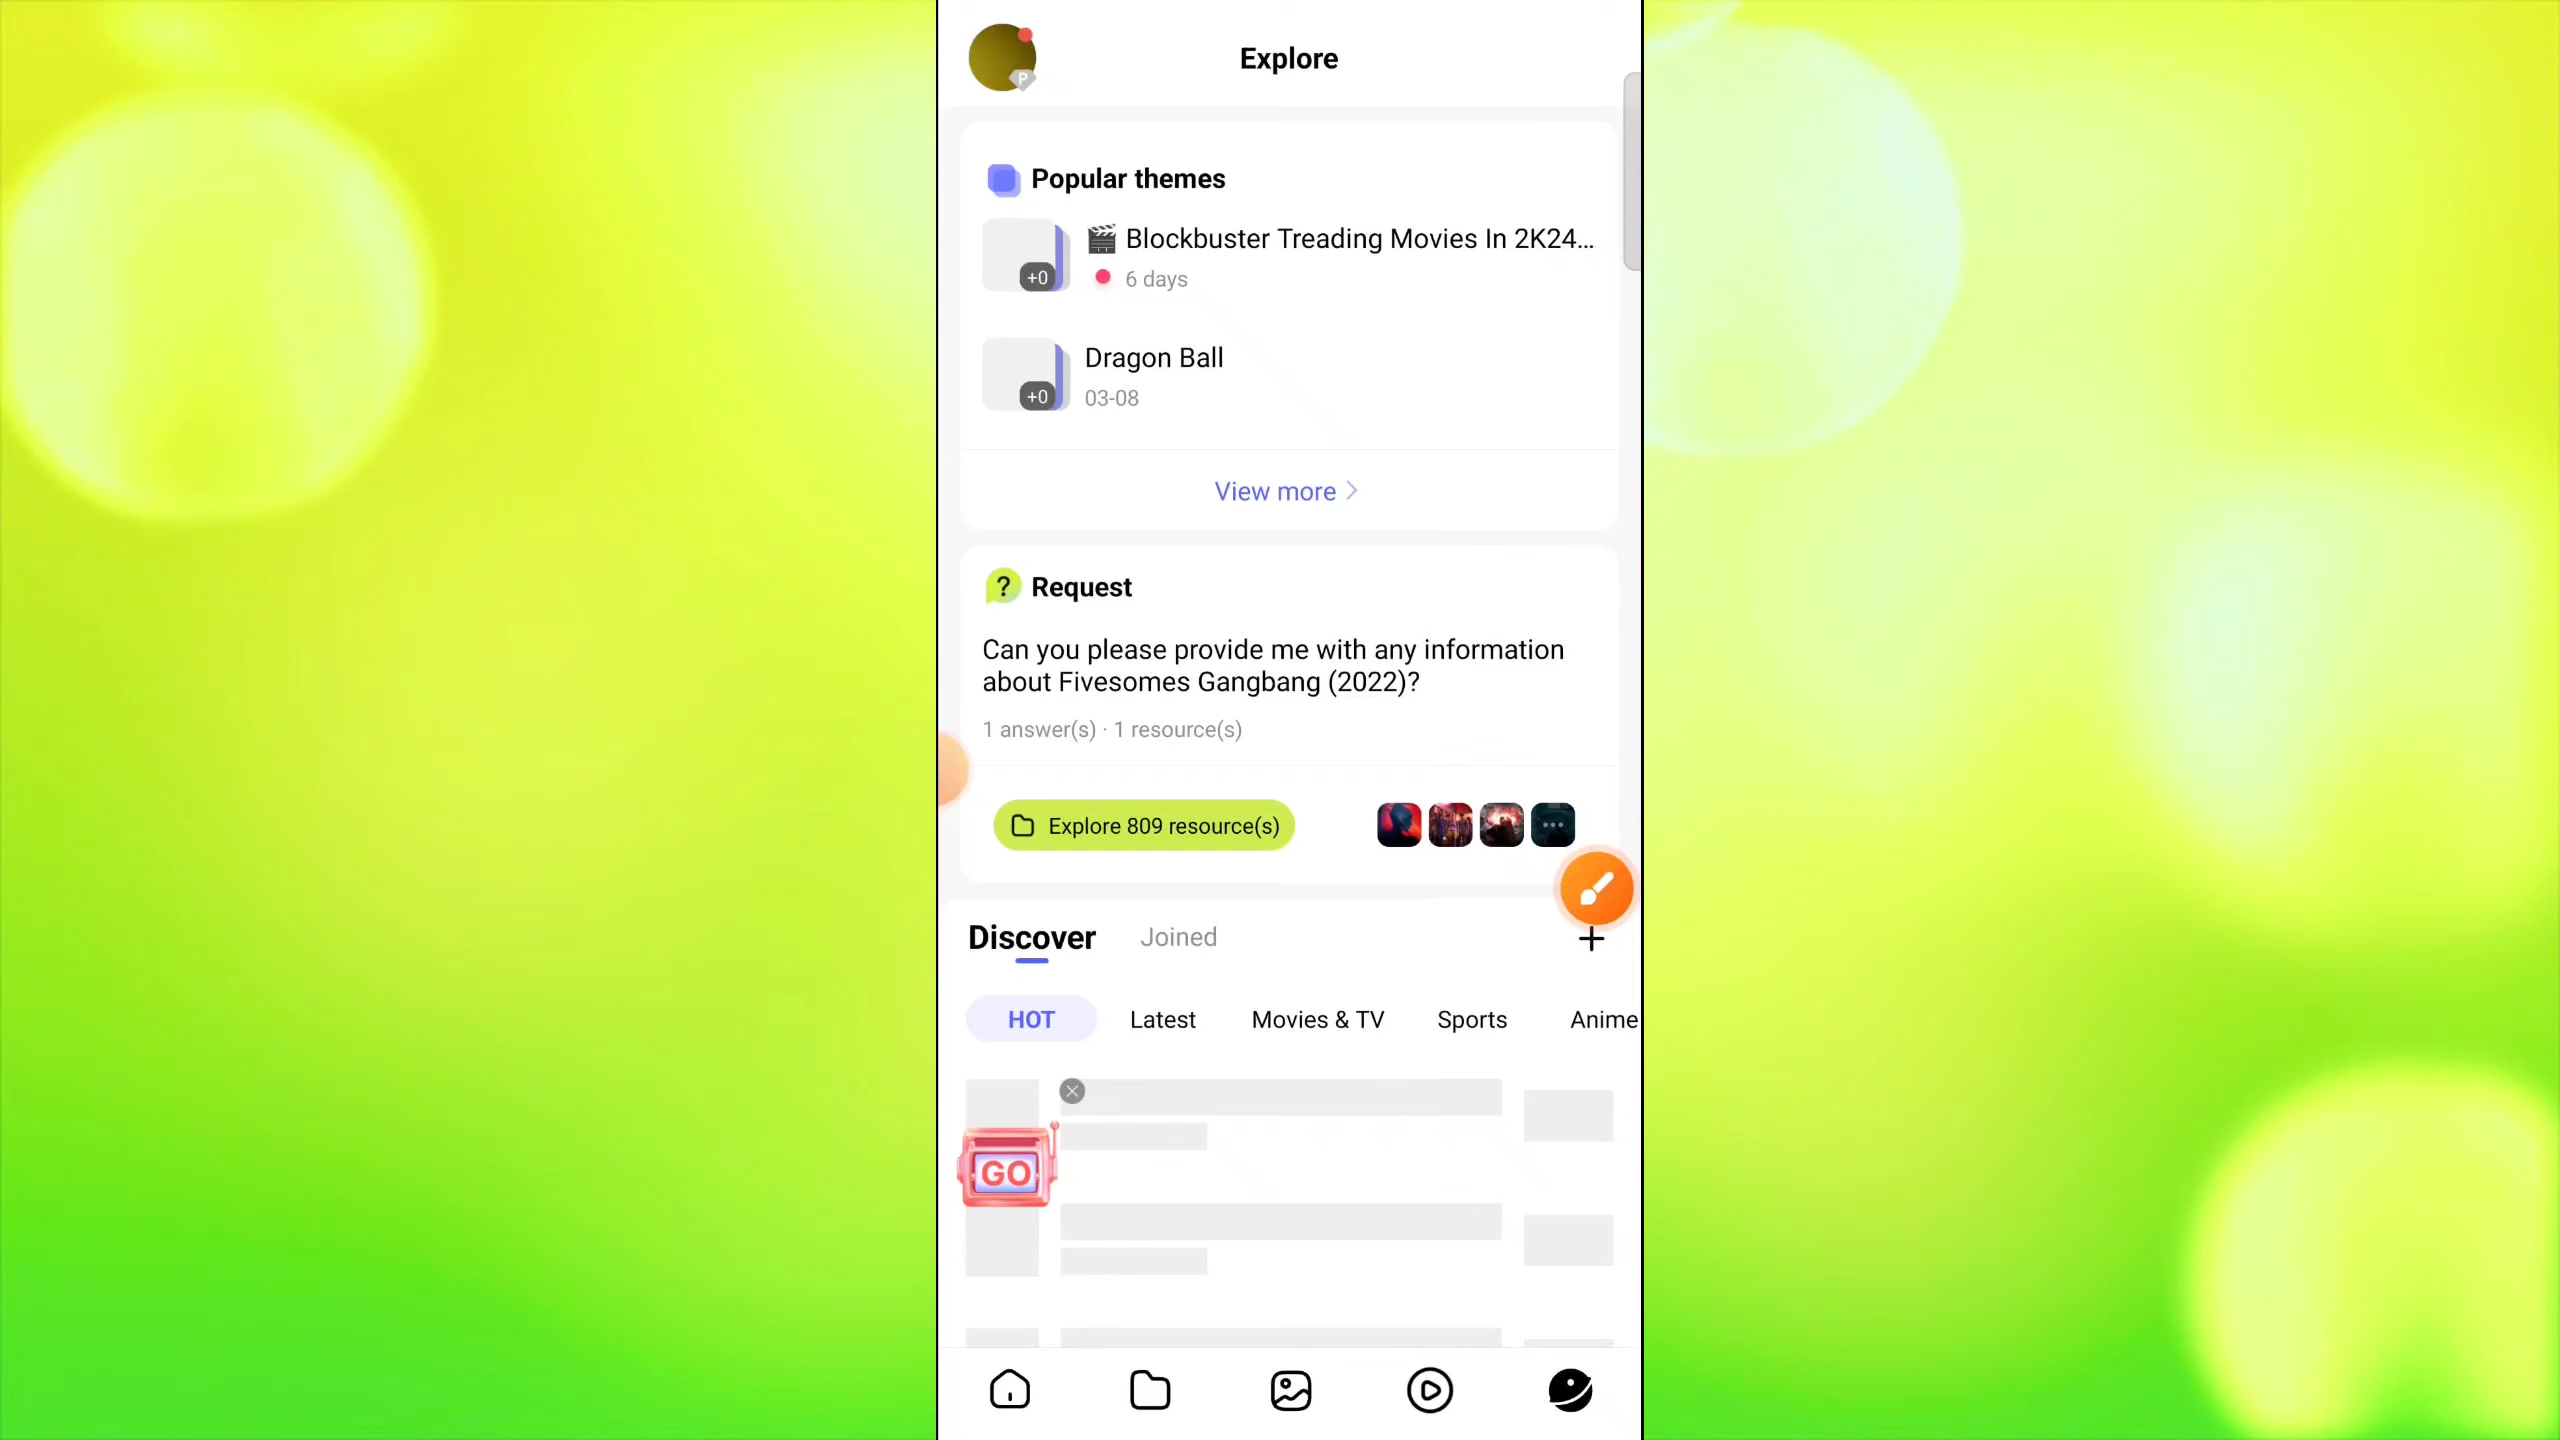 P
Explore
Popular themes
Blockbuster Treading Movies In 2K24...
+0
6 days
Dragon Ball
+0
03-08
View more
? Request
Can you please provide me with any information
about Fivesomes Gangbang (2022)?
1 answer(s) · 1 resource(s)
Explore 809 resource(s)
Discover
Joined
+
HOT
Latest
Movies & TV
Sports
Anime
GO